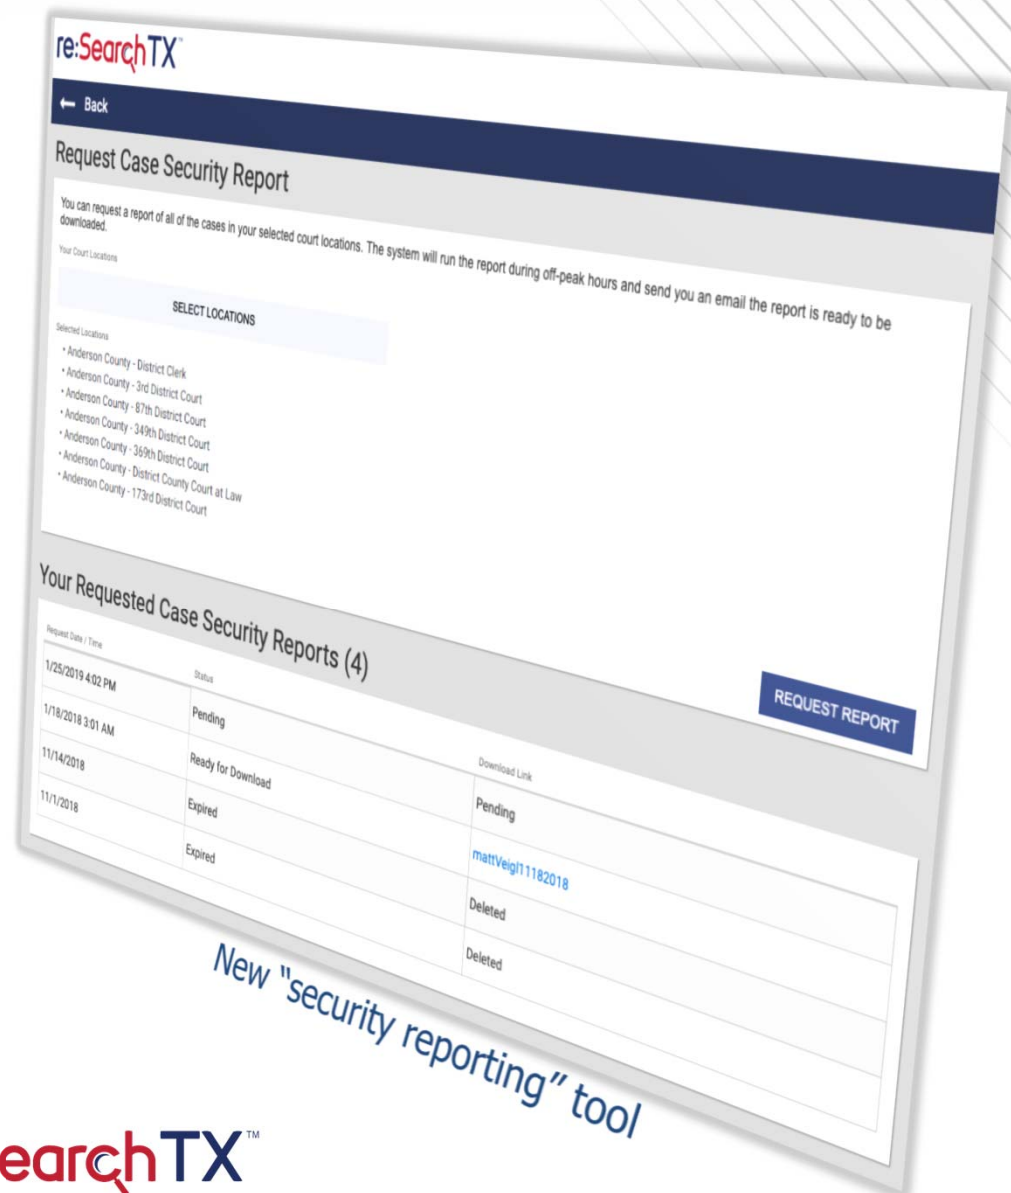 re:SearchTX™
← Back
Request Case Security Report
You can request a report of all of the cases in your selected court locations. The system will run the report during off-peak hours and send you an email the report is ready to be
downloaded.
Your Court Locations
SELECT LOCATIONS
Selected Locations
• Anderson County - District Clerk
• Anderson County - 3rd District Court
• Anderson County - 87th District Court
• Anderson County - 349th District Court
• Anderson County - 369th District Court
• Anderson County - District County Court at Law
• Anderson County - 173rd District Court
REQUEST REPORT
Your Requested Case Security Reports (4)
Request Date / Time Status Download Link
1/25/2019 4:02 PM Pending Pending
1/18/2018 3:01 AM Ready for Download mattVeigl11182018
11/14/2018 Expired Deleted
11/1/2018 Expired Deleted
New "security reporting" tool
earchTX™